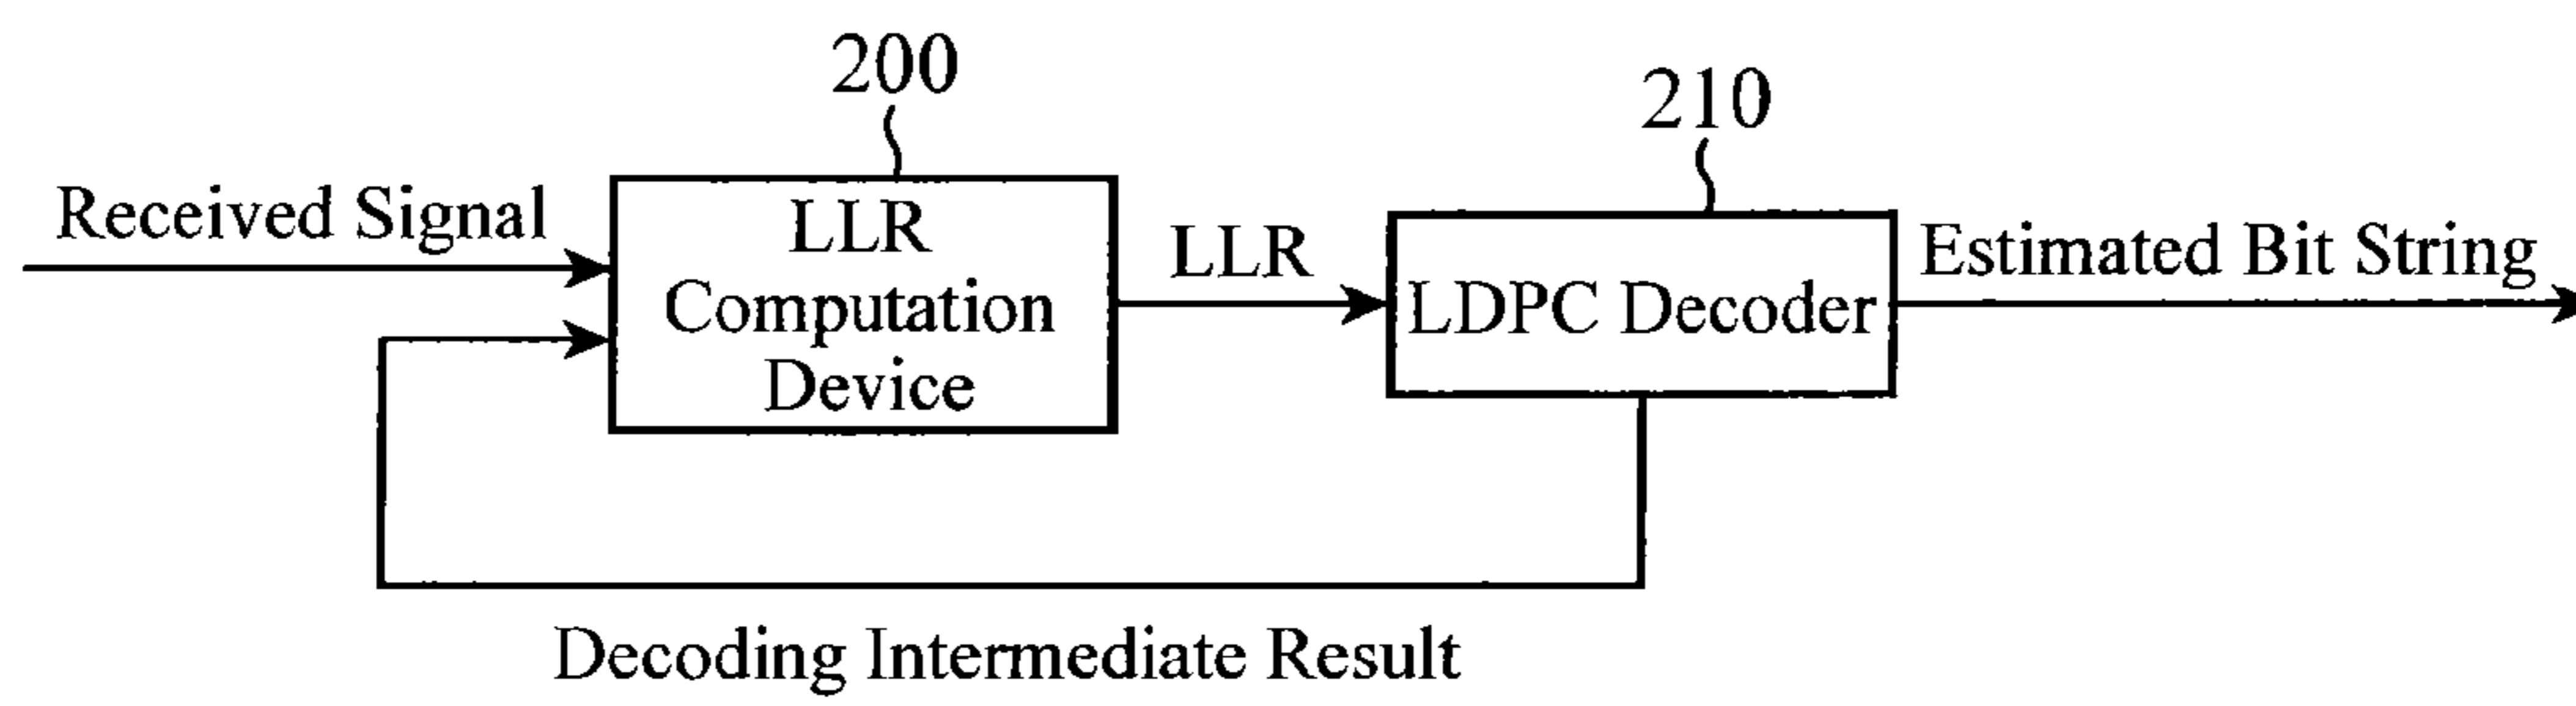 200
210
Received Signal
LLR
Computation
Device
LLR
LDPC Decoder
Estimated Bit String
Decoding Intermediate Result